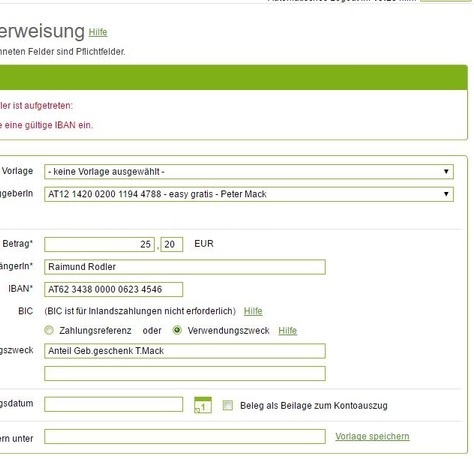 erweisung Hilfe
neten Felder sind Pflichtfelder.
ler ist aufgetreten:
e eine gültige IBAN ein.
Vorlage - keine Vorlage ausgewählt -
ggeberIn AT12 1420 0200 1194 4788 - easy gratis - Peter Mack
Betrag* 25 , 20 EUR
ängerIn* Raimund Rodler
IBAN* AT62 3438 0000 0623 4546
BIC (BIC ist für Inlandszahlungen nicht erforderlich) Hilfe
Zahlungsreferenz oder Verwendungszweck Hilfe
gszweck Anteil Geb.geschenk T.Mack
gsdatum 1 Beleg als Beilage zum Kontoauszug
ern unter Vorlage speichern